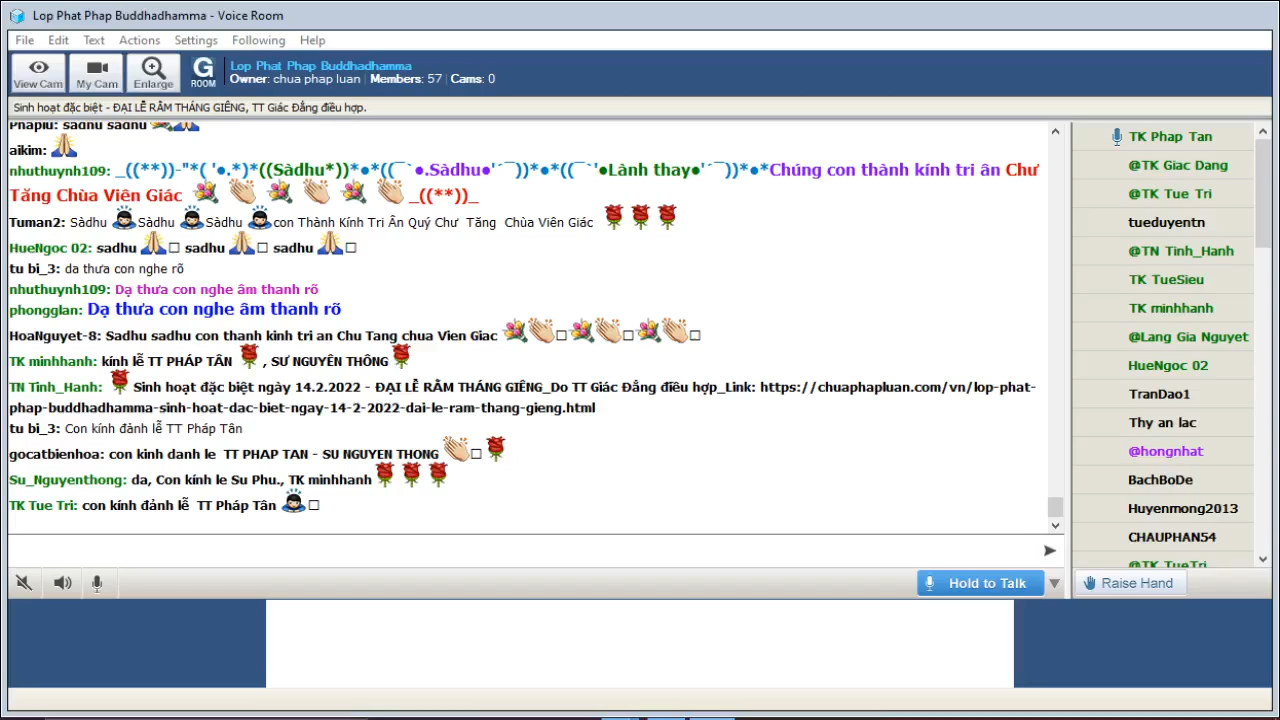 Lop Phat Phap Buddhadhamma - Voice Room
File Edit Text Actions Settings Following Help
View Cam My Cam Enlarge G ROOM
Lop Phat Phap Buddhadhamma
Owner: chua phap luan Members: 57 Cams: 0
Sinh hoạt đặc biệt - ĐẠI LỄ RẰM THÁNG GIÊNG, TT Giác Đẳng điều hợp.
Phapiu: sadhu sadhu
aikim:
nhuthuynh109: _((**))-"*( '●.*)*((Sàdhu*))*●*((¯`●.Sàdhu●'´¯))*●*((¯`'●Lành thay●'´¯))*●*Chúng con thành kính tri ân Chư
Tăng Chùa Viên Giác _((**))_
Tuman2: Sàdhu Sàdhu Sàdhu con Thành Kính Tri Ân Quý Chư Tăng Chùa Viên Giác
HueNgoc 02: sadhu sadhu sadhu
tu bi_3: da thưa con nghe rõ
nhuthuynh109: Dạ thưa con nghe âm thanh rõ
phongglan: Dạ thưa con nghe âm thanh rõ
HoaNguyet-8: Sadhu sadhu con thanh kinh tri an Chu Tang chua Vien Giac
TK minhhanh: kính lễ TT PHÁP TÂN , SƯ NGUYÊN THÔNG
TN Tinh_Hanh: Sinh hoạt đặc biệt ngày 14.2.2022 - ĐẠI LỄ RẰM THÁNG GIÊNG_Do TT Giác Đẳng điều hợp_Link: https://chuaphapluan.com/vn/lop-phat-
phap-buddhadhamma-sinh-hoat-dac-biet-ngay-14-2-2022-dai-le-ram-thang-gieng.html
tu bi_3: Con kính đảnh lễ TT Pháp Tân
gocatbienhoa: con kinh danh le TT PHAP TAN - SU NGUYEN THONG
Su_Nguyenthong: da, Con kính le Su Phu., TK minhhanh
TK Tue Tri: con kính đảnh lễ TT Pháp Tân
Hold to Talk
TK Phap Tan
@TK Giac Dang
@TK Tue Tri
tueduyentn
@TN Tinh_Hanh
TK TueSieu
TK minhhanh
@Lang Gia Nguyet
HueNgoc 02
TranDao1
Thy an lac
@hongnhat
BachBoDe
Huyenmong2013
CHAUPHAN54
@TK TueTri
Raise Hand